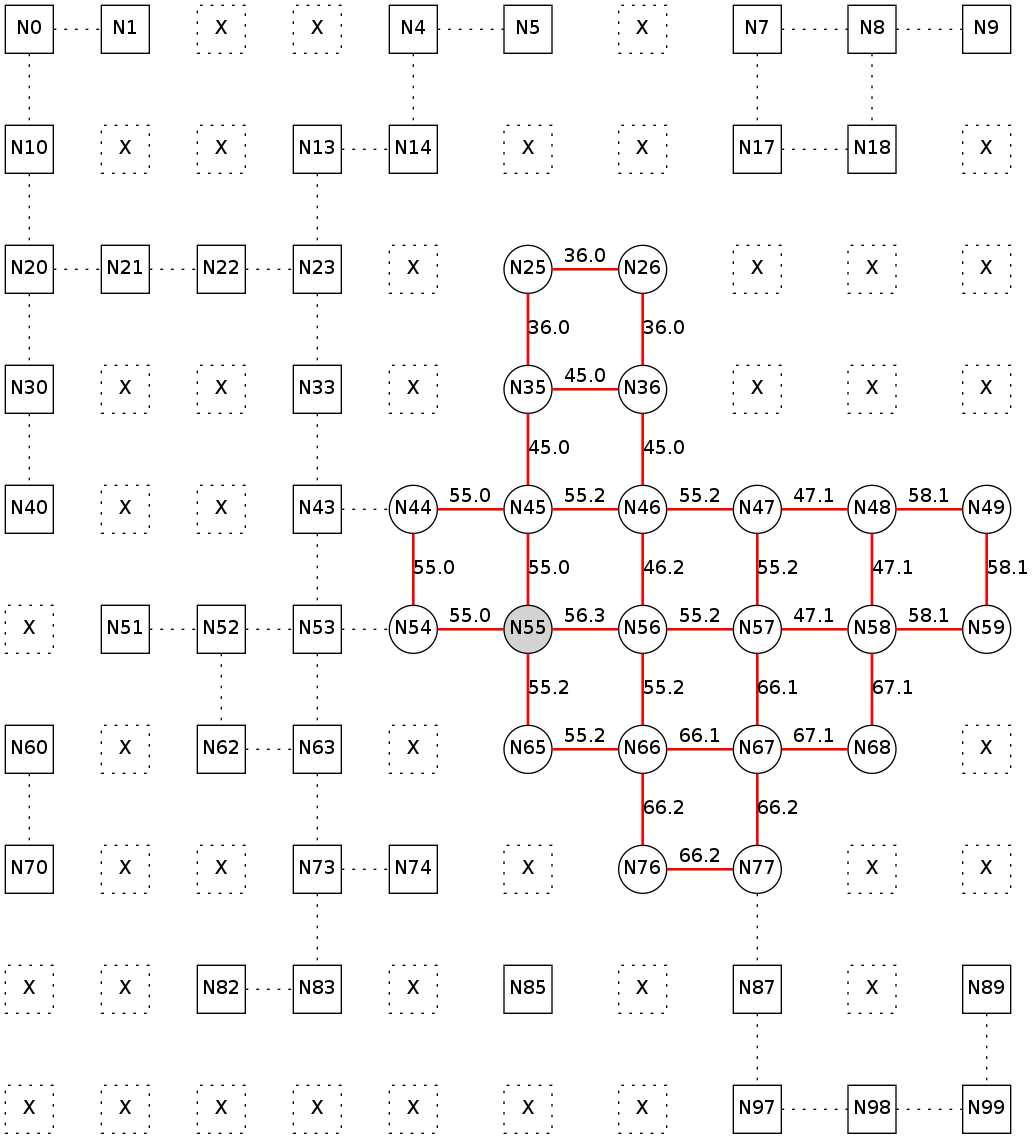 N0 N1 X X N4 N5 X N7 N8 N9
N10 X X N13 N14 X X N17 N18 X
36.0
N20 N21 N22 N23 X N25 N26 X X X
36.0 36.0
45.0
N30 X X N33 X N35 N36 X X X
45.0 45.0
55.0 55.2 55.2 47.1 58.1
N40 X X N43 N44 N45 N46 N47 N48 N49
55.0 55.0 46.2 55.2 47.1 58.1
55.0 56.3 55.2 47.1 58.1
X N51 N52 N53 N54 N55 N56 N57 N58 N59
55.2 55.2 66.1 67.1
55.2 66.1 67.1
N60 X N62 N63 X N65 N66 N67 N68 X
66.2 66.2
66.2
N70 X X N73 N74 X N76 N77 X X
X X N82 N83 X N85 X N87 X N89
X X X X X X X N97 N98 N99